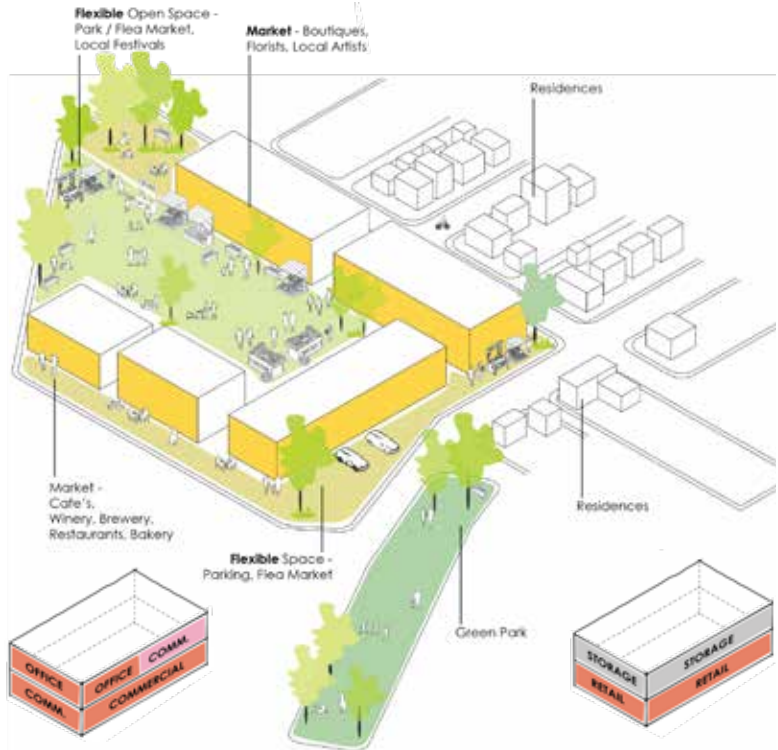 Flexible Open Space -
Park / Flea Market,
Local Festivals
Market - Boutiques,
Florists, Local Artists
Residences
Market -
Cafe's,
Winery, Brewery,
Restaurants, Bakery
Flexible Space -
Parking, Flea Market
Residences
Green Park
OFFICE
OFFICE
COMM.
COMM.
COMMERCIAL
STORAGE
STORAGE
RETAIL
RETAIL